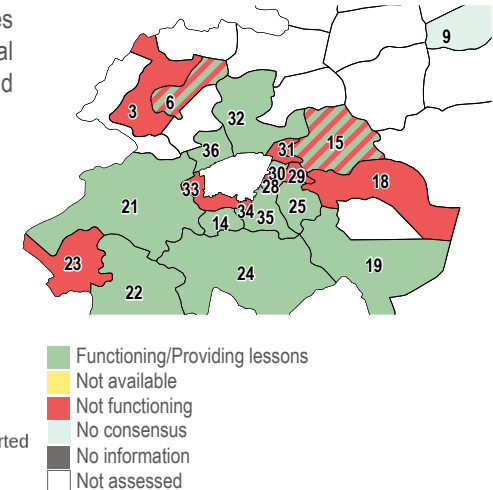 es
al
d
9
3
6
32
15
36
31
30
29
18
33
28
21
34
25
14
35
23
24
19
22
Functioning/Providing lessons
Not available
Not functioning
No consensus
rted
No information
Not assessed